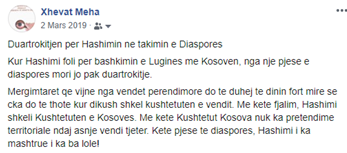 Xhevat Meha
2 Mars 2019 ·
Duartrokitjen per Hashimin ne takimin e Diaspores
Kur Hashimi foli per bashkimin e Lugines me Kosoven, nga nje pjese e
diaspores mori jo pak duartrokitje.
Mergimtaret qe vijne nga vendet perendimore do te duhej te dinin fort mire se
cka do te thote kur dikush shkel kushtetuten e vendit. Me kete fjalim, Hashimi
shkeli Kushtetuten e Kosoves. Me kete Kushtetut Kosova nuk ka pretendime
territoriale ndaj asnje vendi tjeter. Kete pjese te diaspores, Hashimi i ka
mashtrue i ka ba lole!